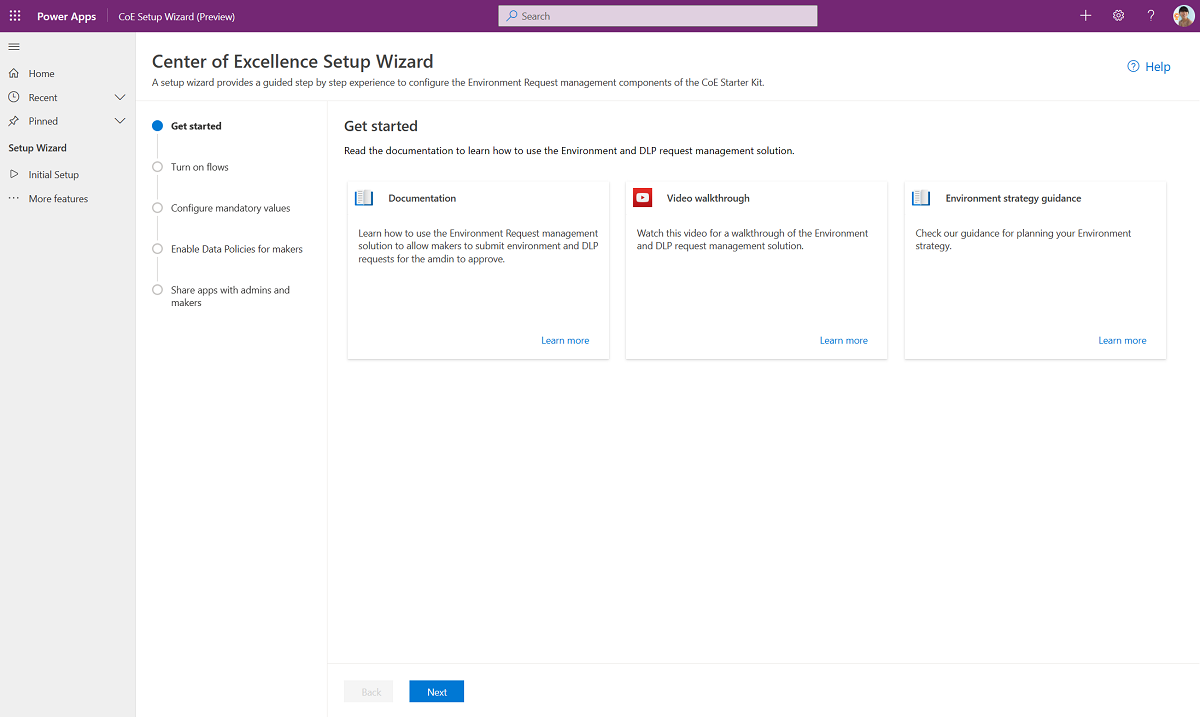 Power Apps
CoE Setup Wizard (Preview)
Search
Home
Recent
Pinned
Setup Wizard
Initial Setup
More features
Center of Excellence Setup Wizard
A setup wizard provides a guided step by step experience to configure the Environment Request management components of the CoE Starter Kit.
Help
Get started
Turn on flows
Configure mandatory values
Enable Data Policies for makers
Share apps with admins and
makers
Get started
Read the documentation to learn how to use the Environment and DLP request management solution.
Documentation
Learn how to use the Environment Request management
solution to allow makers to submit environment and DLP
requests for the amdin to approve.
Learn more
Video walkthrough
Watch this video for a walkthrough of the Environment
and DLP request management solution.
Learn more
Environment strategy guidance
Check our guidance for planning your Environment
strategy.
Learn more
Back
Next